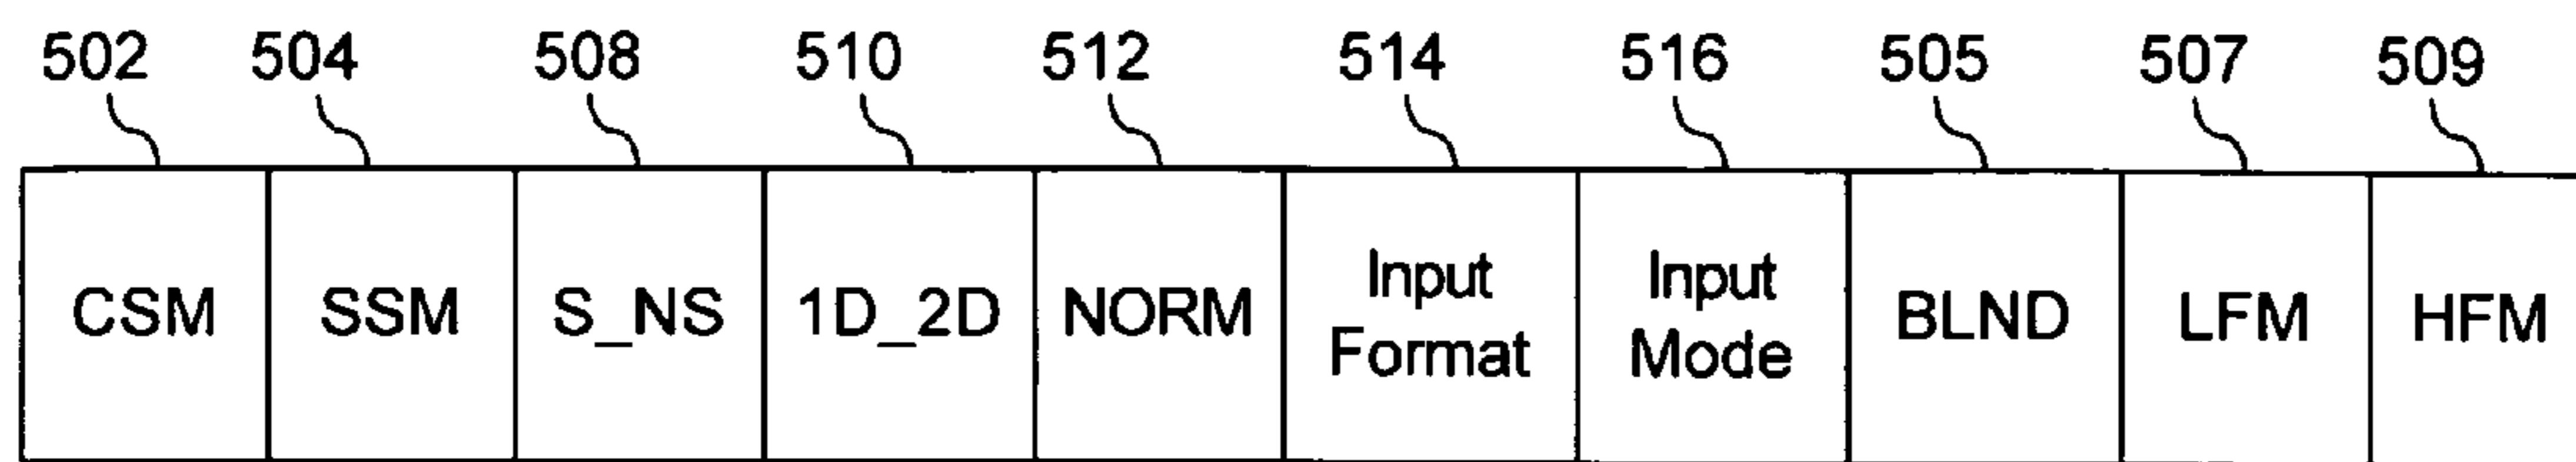 502 504 508 510 512 514 516 505 507 509
CSM SSM S_NS 1D_2D NORM Input Format Input Mode BLND LFM HFM